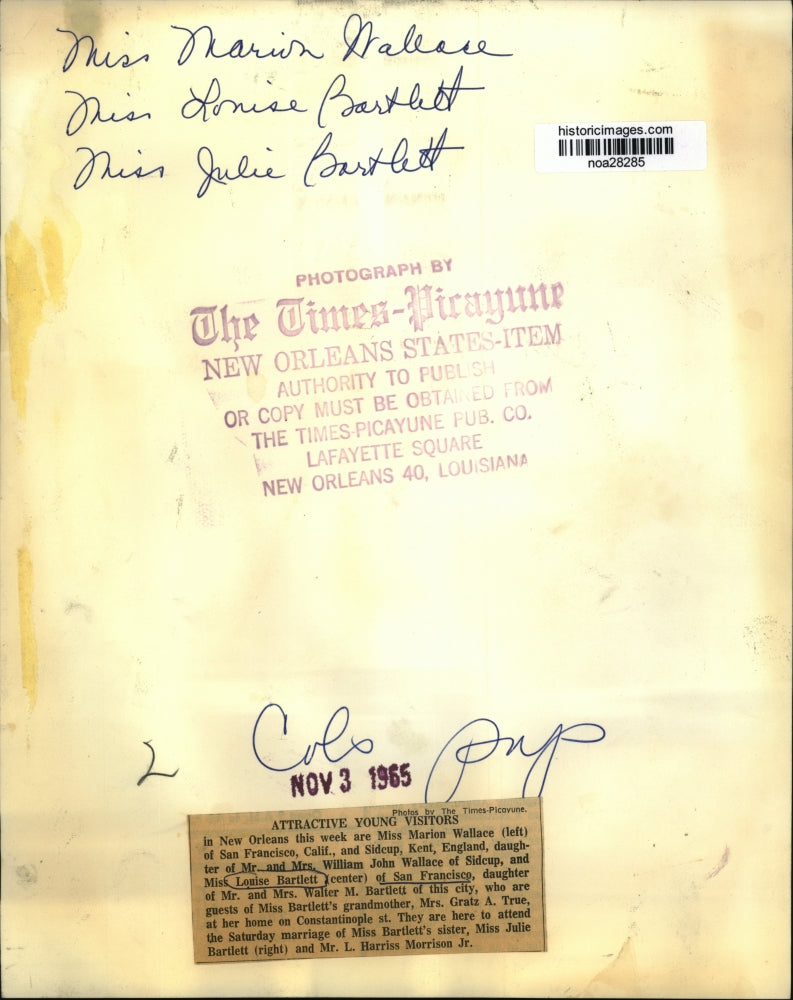 Miss Marion Wallace
Miss Louise Bartlett
Miss Julie Bartlett
historicimages.com
noa28285
PHOTOGRAPH BY
The Times-Picayune
NEW ORLEANS STATES-ITEM
AUTHORITY TO PUBLISH
OR COPY MUST BE OBTAINED FROM
THE TIMES-PICAYUNE PUB. CO.
LAFAYETTE SQUARE
NEW ORLEANS 40, LOUISIANA
2
NOV 3 1965
Photos by The Times-Picayune.
ATTRACTIVE YOUNG VISITORS
in New Orleans this week are Miss Marion Wallace (left)
of San Francisco, Calif., and Sidcup, Kent, England, daugh-
ter of Mr. and Mrs. William John Wallace of Sidcup, and
Miss Louise Bartlett (center) of San Francisco, daughter
of Mr. and Mrs. Walter M. Bartlett of this city, who are
guests of Miss Bartlett's grandmother, Mrs. Gratz A. True,
at her home on Constantinople st. They are here to attend
the Saturday marriage of Miss Bartlett's sister, Miss Julie
Bartlett (right) and Mr. L. Harriss Morrison Jr.